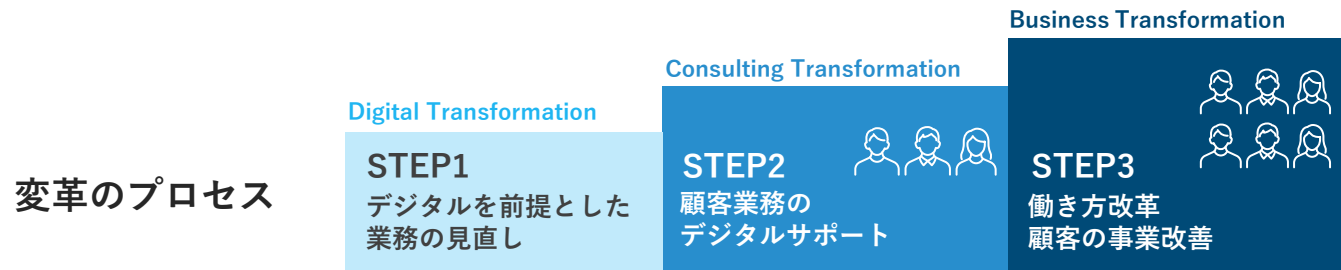 変革のプロセス
Digital Transformation
STEP1
デジタルを前提とした
業務の見直し
Consulting Transformation
STEP2
顧客業務の
デジタルサポート
Business Transformation
STEP3
働き方改革
顧客の事業改善